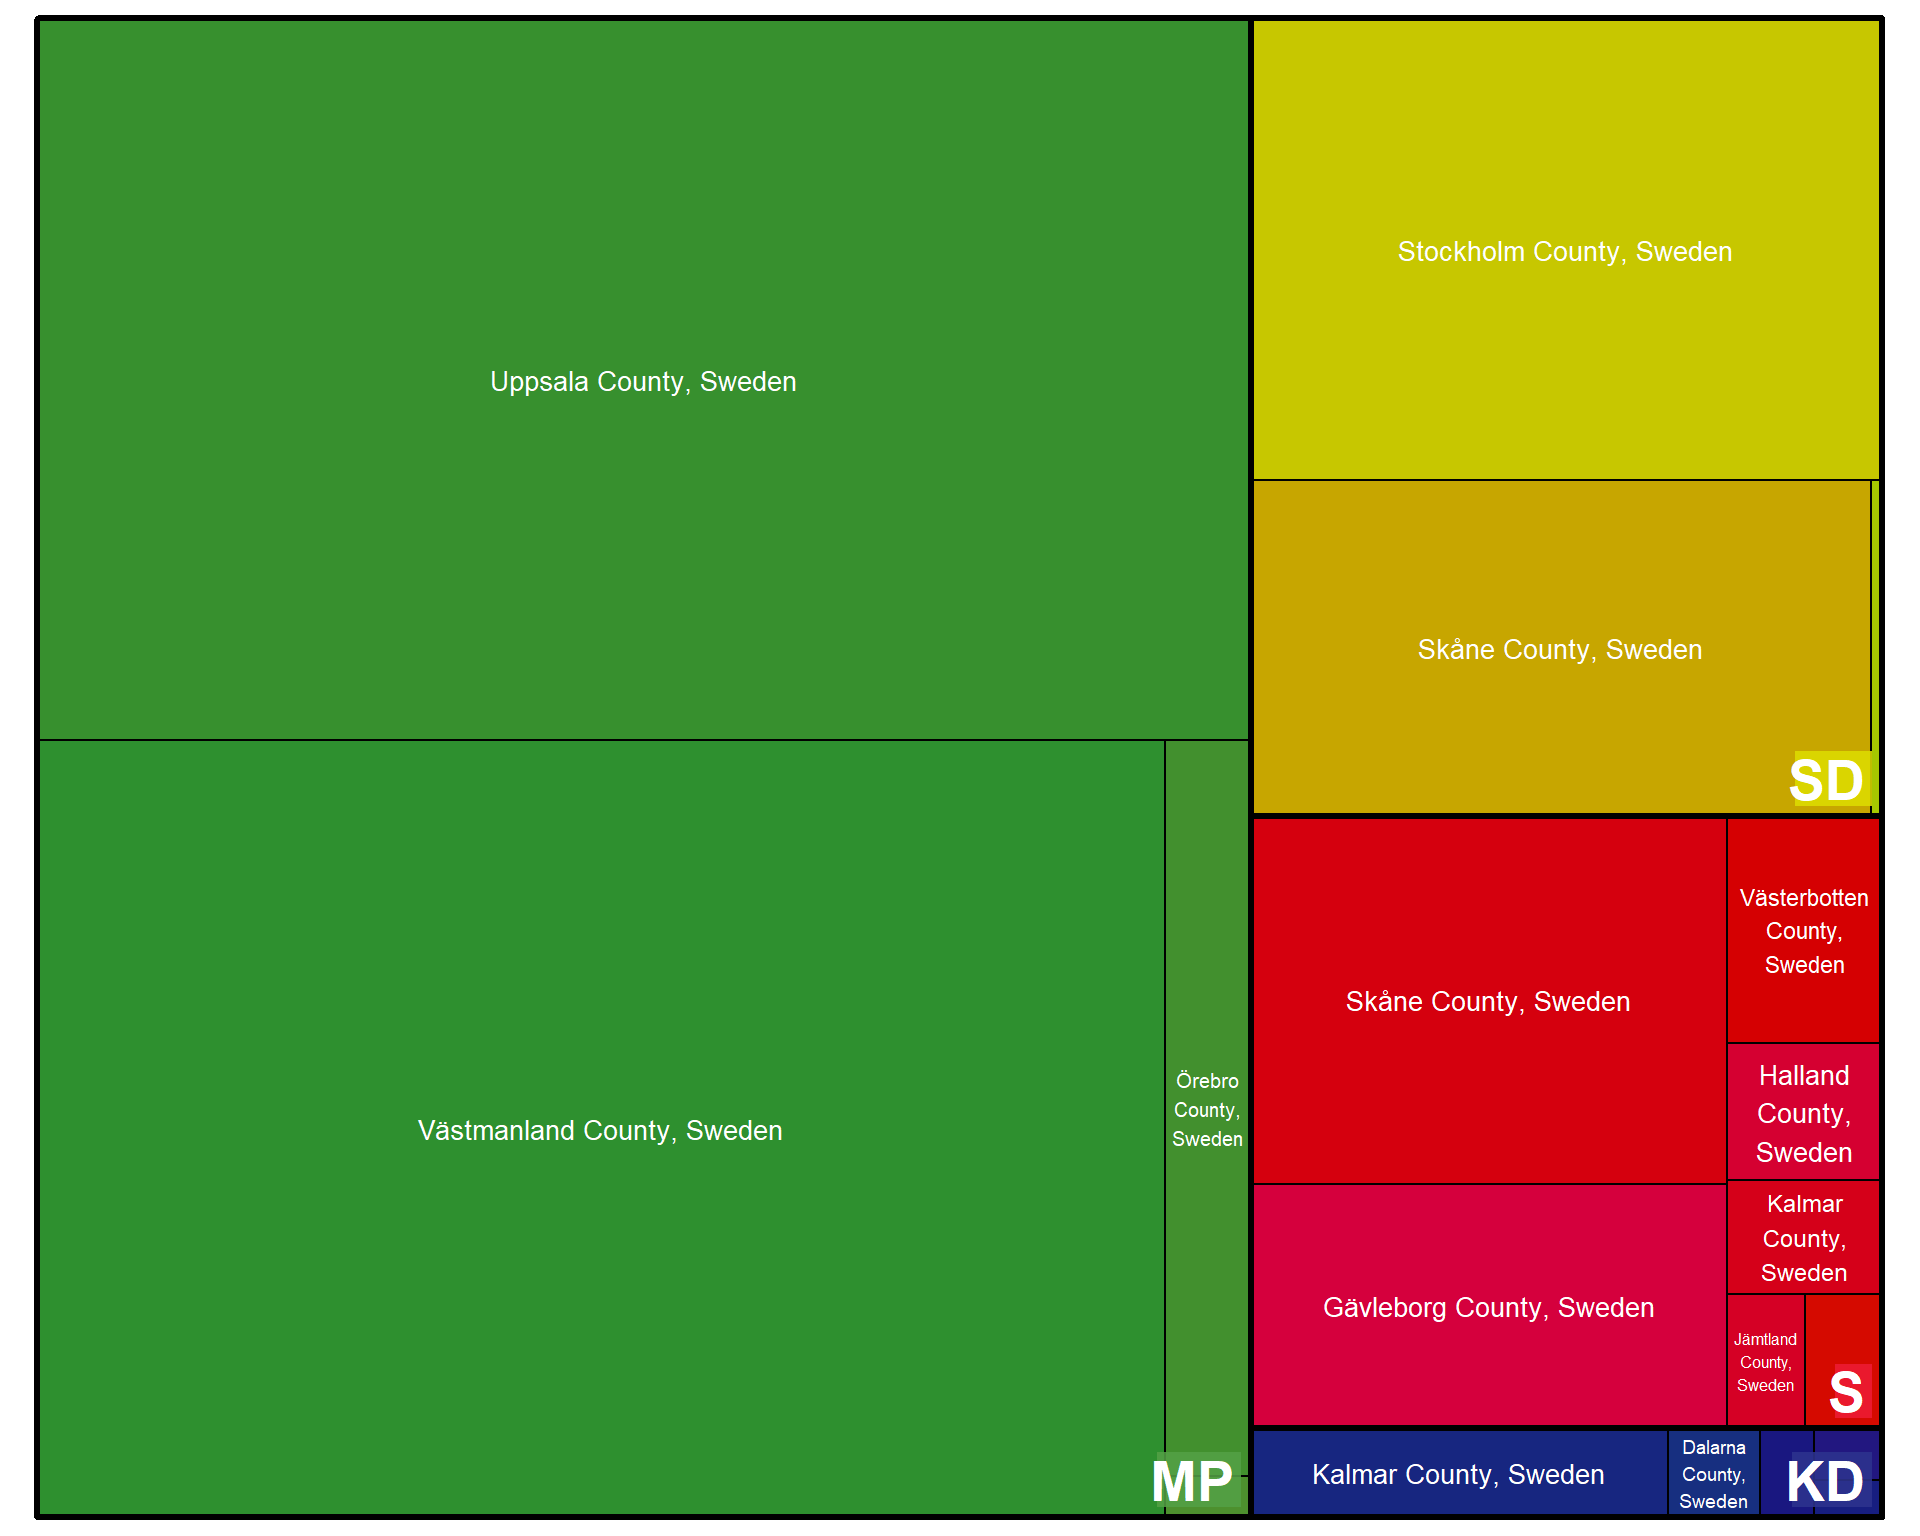 Uppsala County, Sweden
Västmanland County, Sweden
Örebro
County,
Sweden
MP
Stockholm County, Sweden
Skåne County, Sweden
SD
Skåne County, Sweden
Västerbotten
County,
Sweden
Halland
County,
Sweden
Kalmar
County,
Sweden
Gävleborg County, Sweden
Jämtland
County,
Sweden
S
Kalmar County, Sweden
Dalarna
County,
Sweden
KD